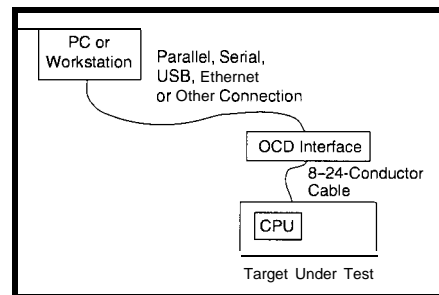 PC or
Workstation
Parallel, Serial,
USB, Ethernet
or Other Connection
OCD Interface
8–24-Conductor
Cable
CPU
Target Under Test